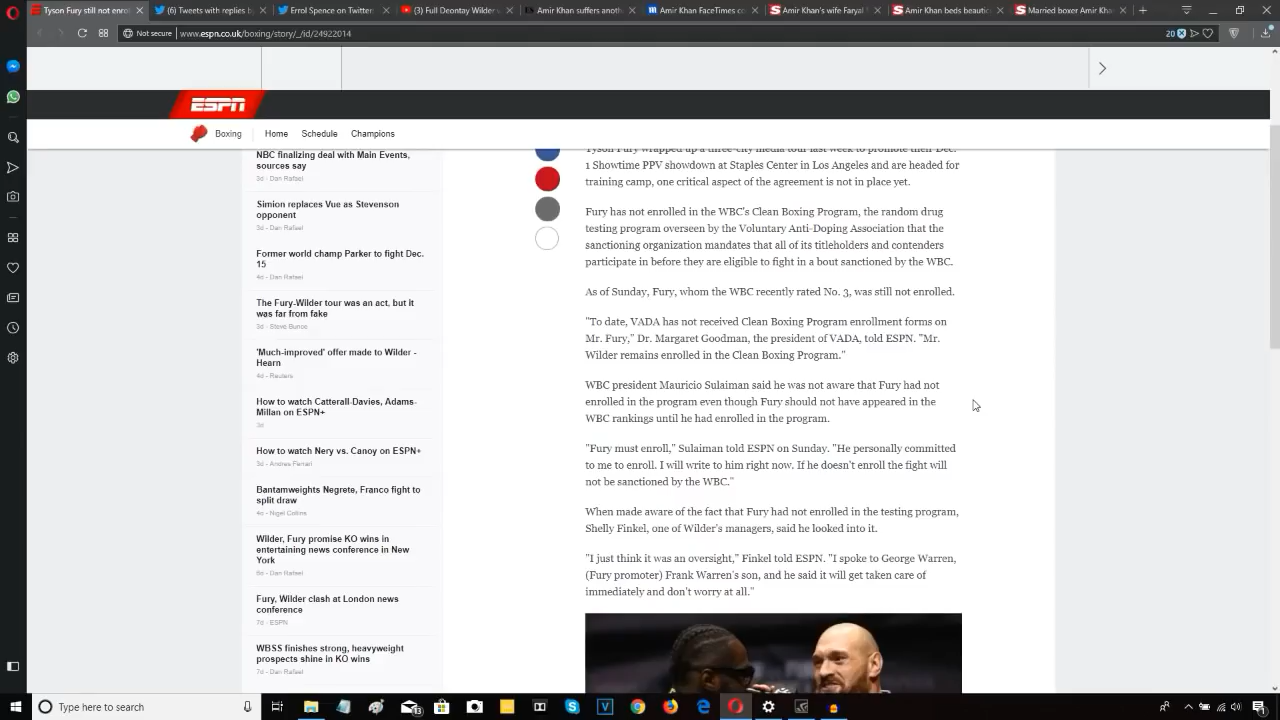 Tyson Fury still not enro
(6) Tweets with replies b
Errol Spence on Twitter
(3) Full Deontay Wilder v
Amir Khan suffers anoth
Amir Khan FaceTimes m
Amir Khan's wife Faryal
Amir Khan beds beautic
Married boxer Amir Khan
Not secure
www.espn.co.uk/boxing/story/_/id/24922014
20
ESPN
Boxing
Home
Schedule
Champions
NBC finalizing deal with Main Events,
sources say
3d - Dan Rafael
Simion replaces Vue as Stevenson
opponent
3d - Dan Rafael
Former world champ Parker to fight Dec.
15
4d - Dan Rafael
The Fury-Wilder tour was an act, but it
was far from fake
3d - Steve Bunce
'Much-improved' offer made to Wilder -
Hearn
4d - Reuters
How to watch Catterall-Davies, Adams-
Millan on ESPN+
3d
How to watch Nery vs. Canoy on ESPN+
3d - Andres Ferrari
Bantamweights Negrete, Franco fight to
split draw
4d - Nigel Collins
Wilder, Fury promise KO wins in
entertaining news conference in New
York
6d - Dan Rafael
Fury, Wilder clash at London news
conference
7d - ESPN
WBSS finishes strong, heavyweight
prospects shine in KO wins
7d - Dan Rafael
Tyson Fury wrapped up a three-city media tour last week to promote their Dec.
1 Showtime PPV showdown at Staples Center in Los Angeles and are headed for
training camp, one critical aspect of the agreement is not in place yet.
Fury has not enrolled in the WBC's Clean Boxing Program, the random drug
testing program overseen by the Voluntary Anti-Doping Association that the
sanctioning organization mandates that all of its titleholders and contenders
participate in before they are eligible to fight in a bout sanctioned by the WBC.
As of Sunday, Fury, whom the WBC recently rated No. 3, was still not enrolled.
"To date, VADA has not received Clean Boxing Program enrollment forms on
Mr. Fury," Dr. Margaret Goodman, the president of VADA, told ESPN. "Mr.
Wilder remains enrolled in the Clean Boxing Program."
WBC president Mauricio Sulaiman said he was not aware that Fury had not
enrolled in the program even though Fury should not have appeared in the
WBC rankings until he had enrolled in the program.
"Fury must enroll," Sulaiman told ESPN on Sunday. "He personally committed
to me to enroll. I will write to him right now. If he doesn't enroll the fight will
not be sanctioned by the WBC."
When made aware of the fact that Fury had not enrolled in the testing program,
Shelly Finkel, one of Wilder's managers, said he looked into it.
"I just think it was an oversight," Finkel told ESPN. "I spoke to George Warren,
(Fury promoter) Frank Warren's son, and he said it will get taken care of
immediately and don't worry at all."
Type here to search
13